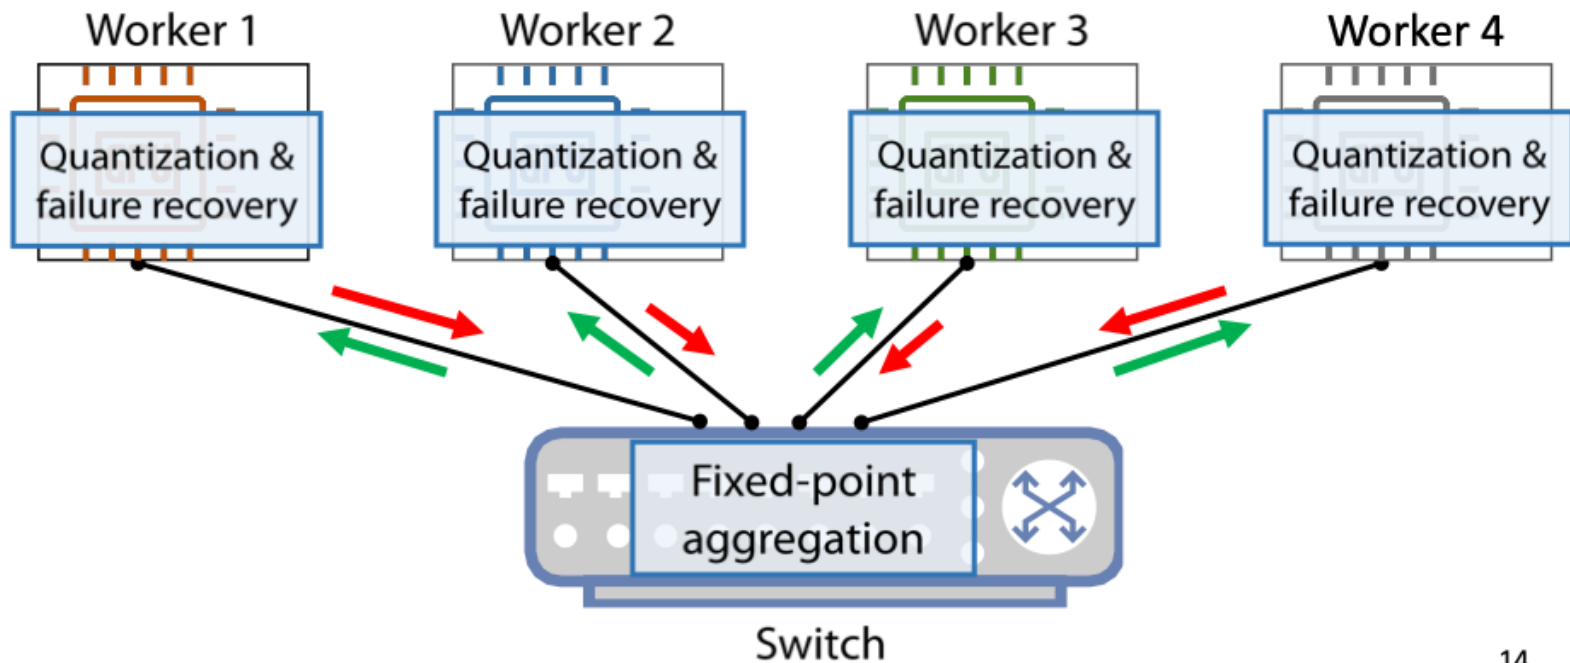 Worker 1
Worker 2
Worker 3
Worker 4
Quantization &
failure recovery
Quantization &
failure recovery
Quantization &
failure recovery
Quantization &
failure recovery
Fixed-point
aggregation
Switch
14